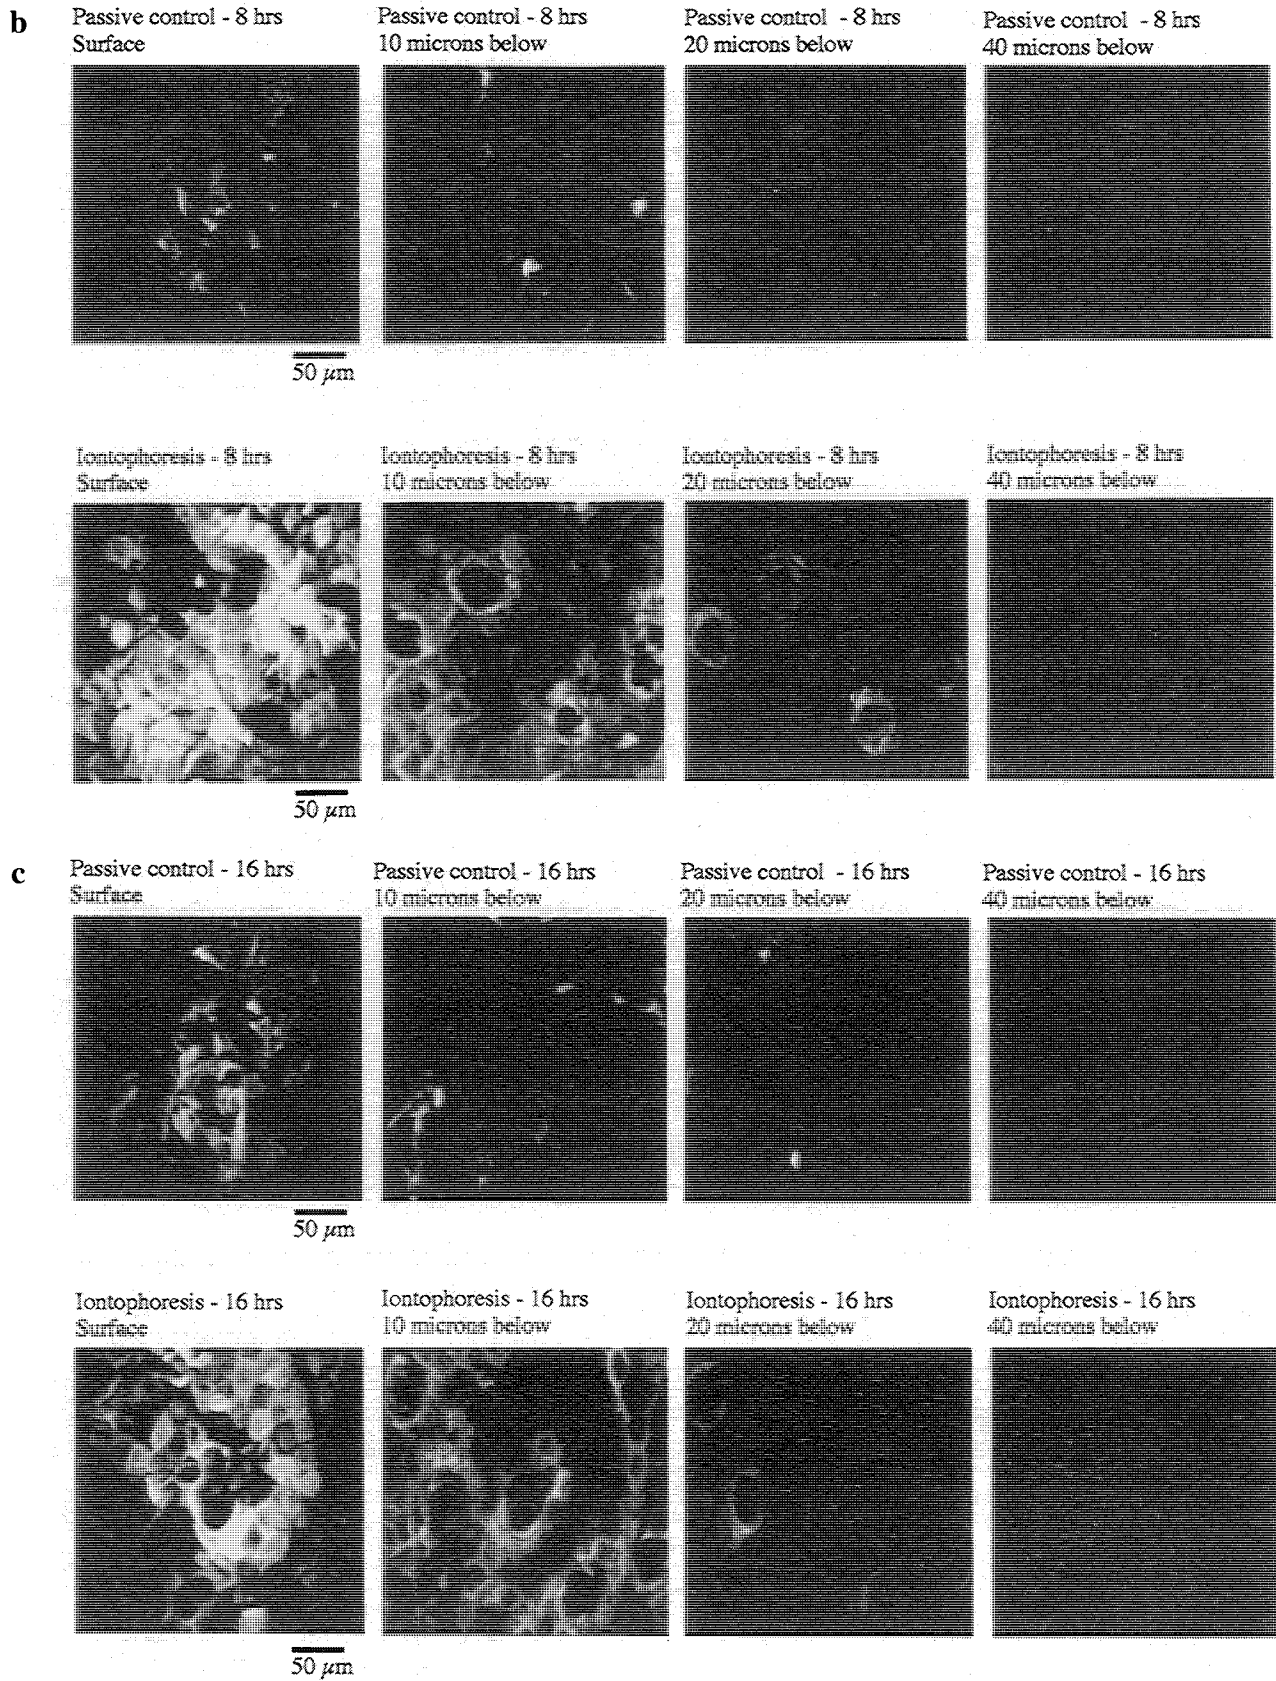 b
Passive control - 8 hrs
Surface
Passive control - 8 hrs
10 microns below
Passive control - 8 hrs
20 microns below
Passive control - 8 hrs
40 microns below
50 μm
Iontophoresis - 8 hrs
Surface
Iontophoresis - 8 hrs
10 microns below
Iontophoresis - 8 hrs
20 microns below
Iontophoresis - 8 hrs
40 microns below
50 μm
c
Passive control - 16 hrs
Surface
Passive control - 16 hrs
10 microns below
Passive control - 16 hrs
20 microns below
Passive control - 16 hrs
40 microns below
50 μm
Iontophoresis - 16 hrs
Surface
Iontophoresis - 16 hrs
10 microns below
Iontophoresis - 16 hrs
20 microns below
Iontophoresis - 16 hrs
40 microns below
50 μm